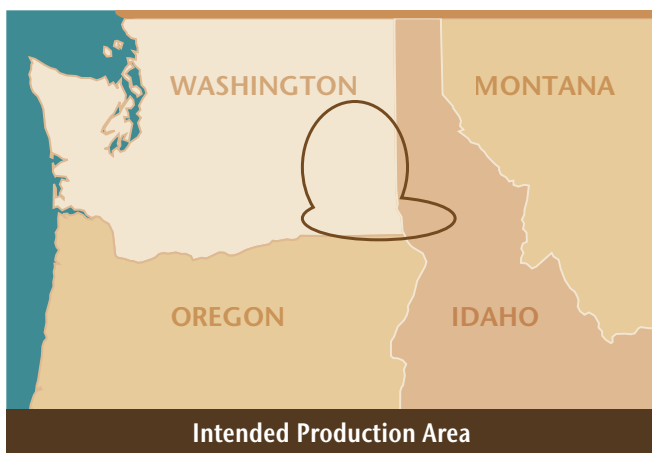 WASHINGTON
MONTANA
OREGON
IDAHO
Intended Production Area